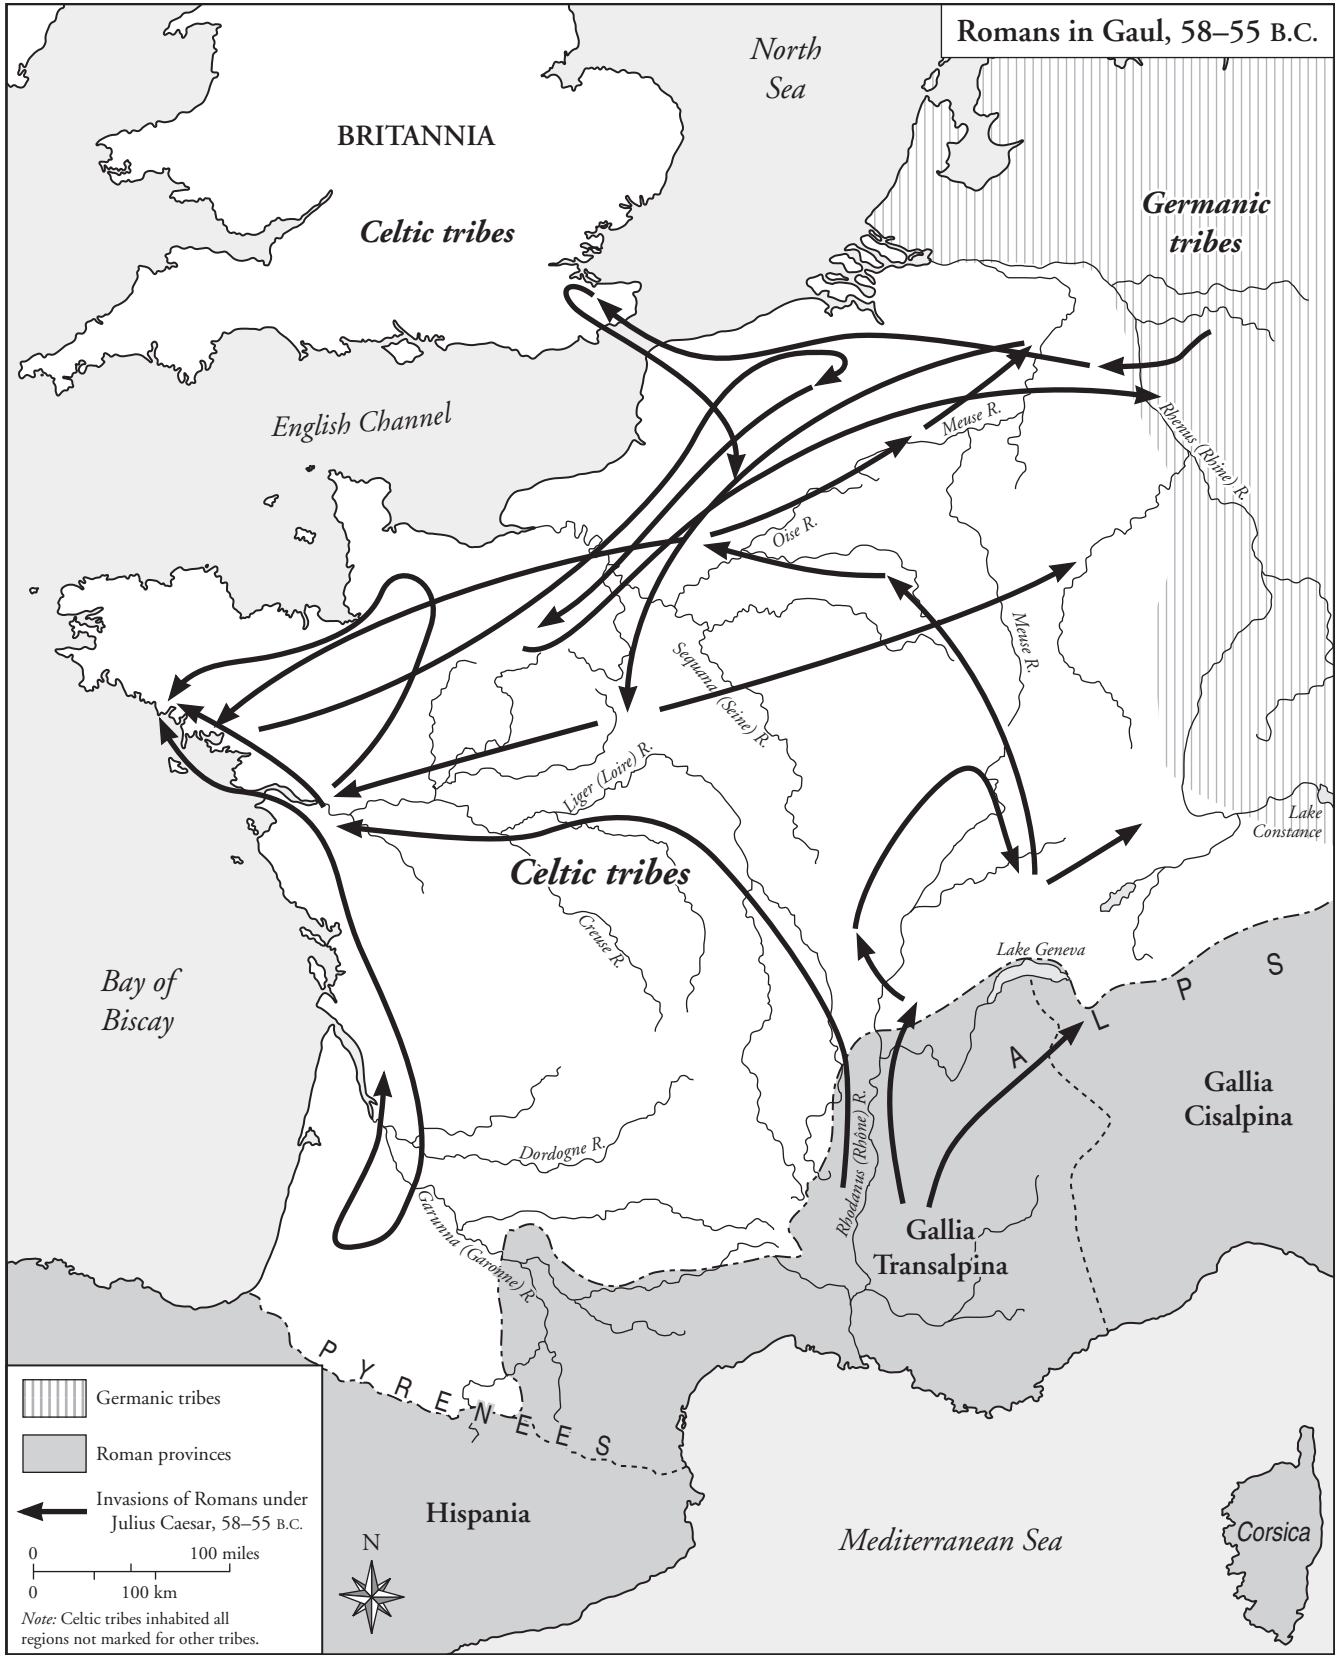 Romans in Gaul, 58–55 B.C.
North
Sea
BRITANNIA
Celtic tribes
Germanic
tribes
English Channel
Meuse R.
Rhenus (Rhine) R.
Oise R.
Meuse R.
Sequana (Seine) R.
Liger (Loire) R.
Lake
Constance
Celtic tribes
Creuse R.
Lake Geneva
Bay of
Biscay
A L P S
Gallia
Cisalpina
Rhodanus (Rhône) R.
Dordogne R.
Garunna (Garonne) R.
Gallia
Transalpina
PYRENEES
Hispania
Mediterranean Sea
Corsica
Germanic tribes
Roman provinces
Invasions of Romans under
Julius Caesar, 58–55 B.C.
0 100 miles
0 100 km
Note: Celtic tribes inhabited all
regions not marked for other tribes.
N